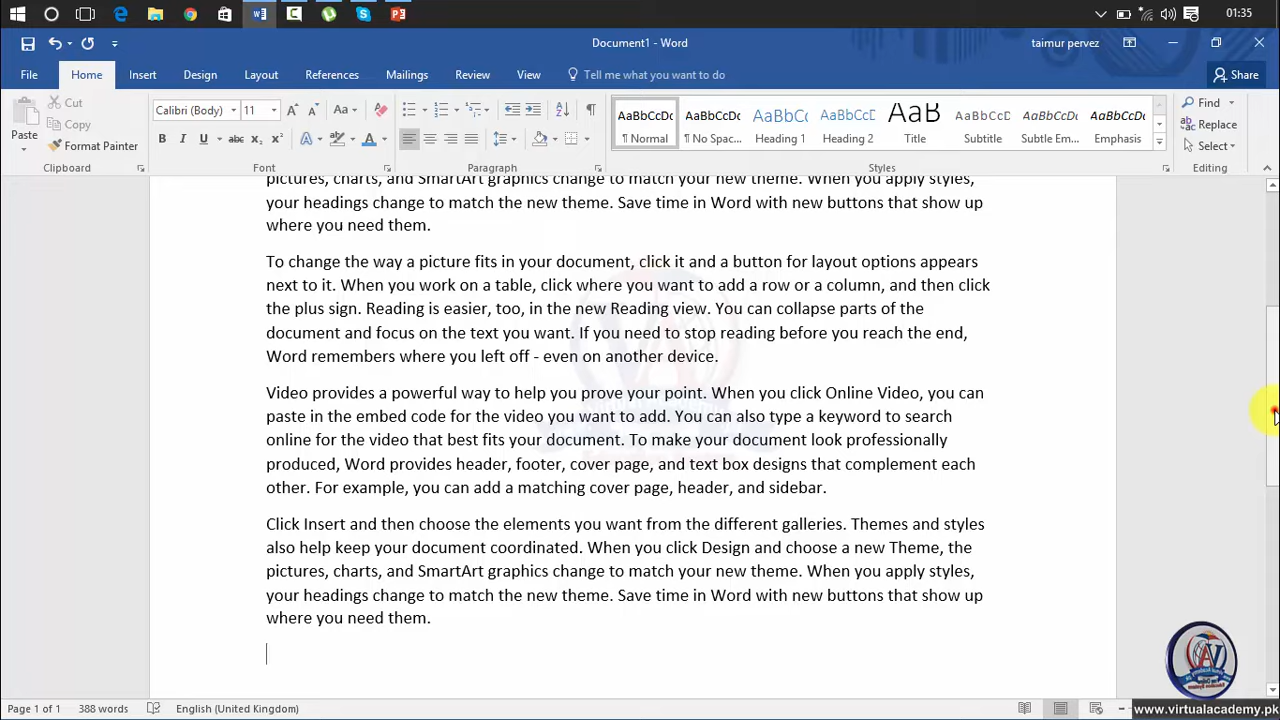 01:35
Document1 - Word
taimur pervez
File Home Insert Design Layout References Mailings Review View Tell me what you want to do Share
Paste
Cut
Copy
Format Painter
Clipboard
Calibri (Body) 11
Aa
B I U abc x₂ x² A A
Font
Paragraph
AaBbCcDc ¶ Normal
AaBbCcDc ¶ No Spac...
AaBbCc Heading 1
AaBbCcD Heading 2
AaB Title
AaBbCcD Subtitle
AaBbCcDc Subtle Em...
AaBbCcDc Emphasis
Styles
Find
Replace
Select
Editing
pictures, charts, and SmartArt graphics change to match your new theme. When you apply styles,
your headings change to match the new theme. Save time in Word with new buttons that show up
where you need them.
To change the way a picture fits in your document, click it and a button for layout options appears
next to it. When you work on a table, click where you want to add a row or a column, and then click
the plus sign. Reading is easier, too, in the new Reading view. You can collapse parts of the
document and focus on the text you want. If you need to stop reading before you reach the end,
Word remembers where you left off - even on another device.
Video provides a powerful way to help you prove your point. When you click Online Video, you can
paste in the embed code for the video you want to add. You can also type a keyword to search
online for the video that best fits your document. To make your document look professionally
produced, Word provides header, footer, cover page, and text box designs that complement each
other. For example, you can add a matching cover page, header, and sidebar.
Click Insert and then choose the elements you want from the different galleries. Themes and styles
also help keep your document coordinated. When you click Design and choose a new Theme, the
pictures, charts, and SmartArt graphics change to match your new theme. When you apply styles,
your headings change to match the new theme. Save time in Word with new buttons that show up
where you need them.
Page 1 of 1 388 words English (United Kingdom)
www.virtualacademy.pk